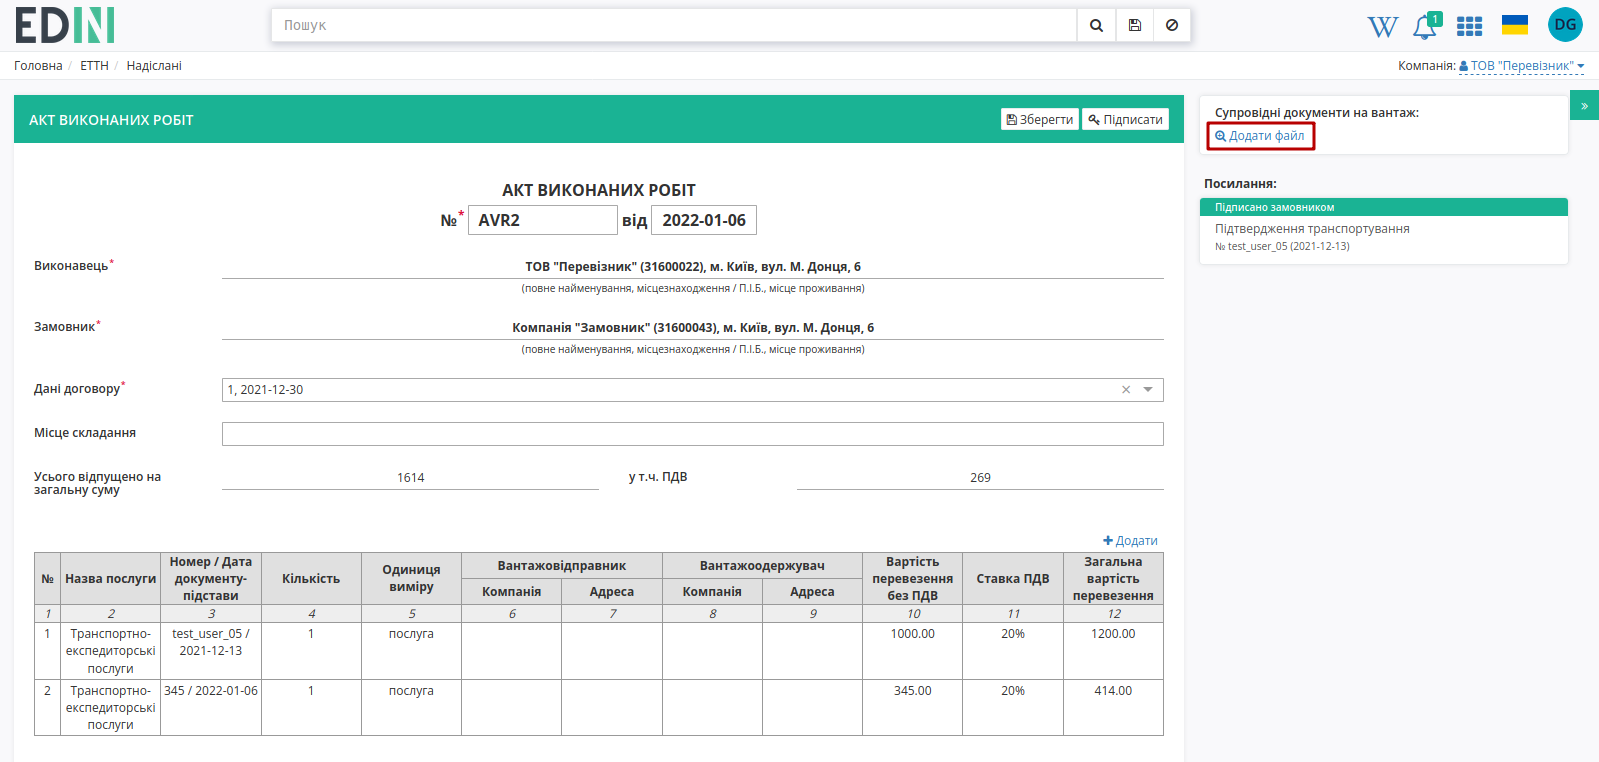 EDIN
Пошук
1
DG
Головна / ЕТТН / Надіслані
Компанія: ТОВ "Перевізник"
АКТ ВИКОНАНИХ РОБІТ
Зберегти
Підписати
АКТ ВИКОНАНИХ РОБІТ
№* AVR2 від 2022-01-06
Виконавець*
ТОВ "Перевізник" (31600022), м. Київ, вул. М. Донця, 6
(повне найменування, місцезнаходження / П.І.Б., місце проживання)
Замовник*
Компанія "Замовник" (31600043), м. Київ, вул. М. Донця, 6
(повне найменування, місцезнаходження / П.І.Б., місце проживання)
Дані договору*
1, 2021-12-30
Місце складання
Усього відпущено на
загальну суму
1614
у т.ч. ПДВ
269
Додати
№
Назва послуги
Номер / Дата
документу-
підстави
Кількість
Одиниця
виміру
Вантажовідправник
Компанія
Адреса
Вантажоодержувач
Компанія
Адреса
Вартість
перевезення
без ПДВ
Ставка ПДВ
Загальна
вартість
перевезення
1 2 3 4 5 6 7 8 9 10 11 12
1
Транспортно-
експедиторські
послуги
test_user_05 /
2021-12-13
1
послуга
1000.00
20%
1200.00
2
Транспортно-
експедиторські
послуги
345 / 2022-01-06
1
послуга
345.00
20%
414.00
»
Супровідні документи на вантаж:
Додати файл
Посилання:
Підписано замовником
Підтвердження транспортування
№ test_user_05 (2021-12-13)